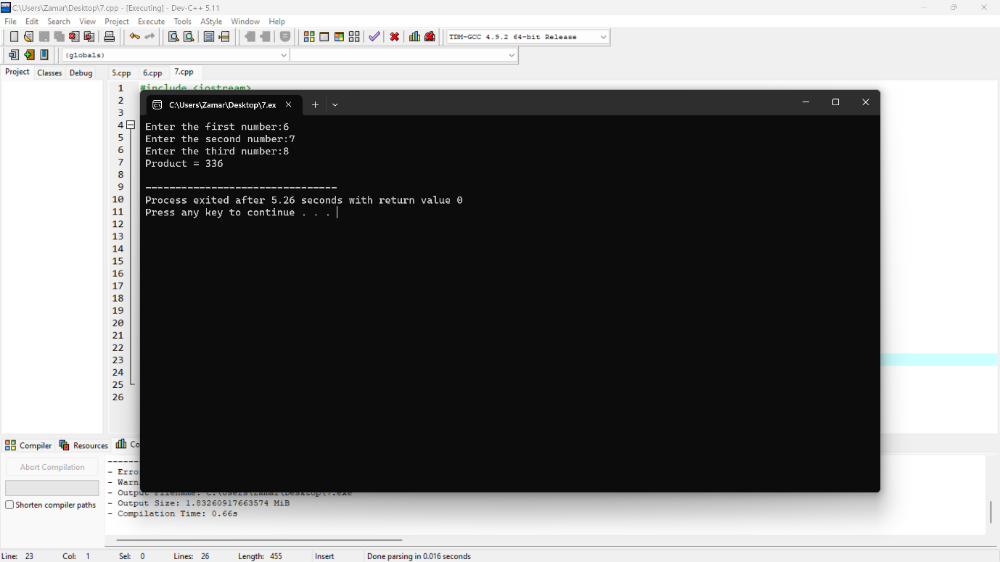 C:\Users\Zamar\Desktop\7.cpp - [Executing] - Dev-C++ 5.11
File Edit Search View Project Execute Tools AStyle Window Help
TDM-GCC 4.9.2 64-bit Release
(globals)
Project Classes Debug 5.cpp 6.cpp 7.cpp
1 #include <iostream>
2
3
4
5
6
7
8
9
10
11
12
13
14
15
16
17
18
19
20
21
22
23
24
25
26
C:\Users\Zamar\Desktop\7.ex
Enter the first number:6
Enter the second number:7
Enter the third number:8
Product = 336
--------------------------------
Process exited after 5.26 seconds with return value 0
Press any key to continue . . .
Compiler Resources Co
Abort Compilation
Shorten compiler paths
--------
- Erro
- Warn
- Output Filename: C:\Users\Zamar\Desktop\7.exe
- Output Size: 1.83260917663574 MiB
- Compilation Time: 0.66s
Line: 23 Col: 1 Sel: 0 Lines: 26 Length: 455 Insert Done parsing in 0.016 seconds